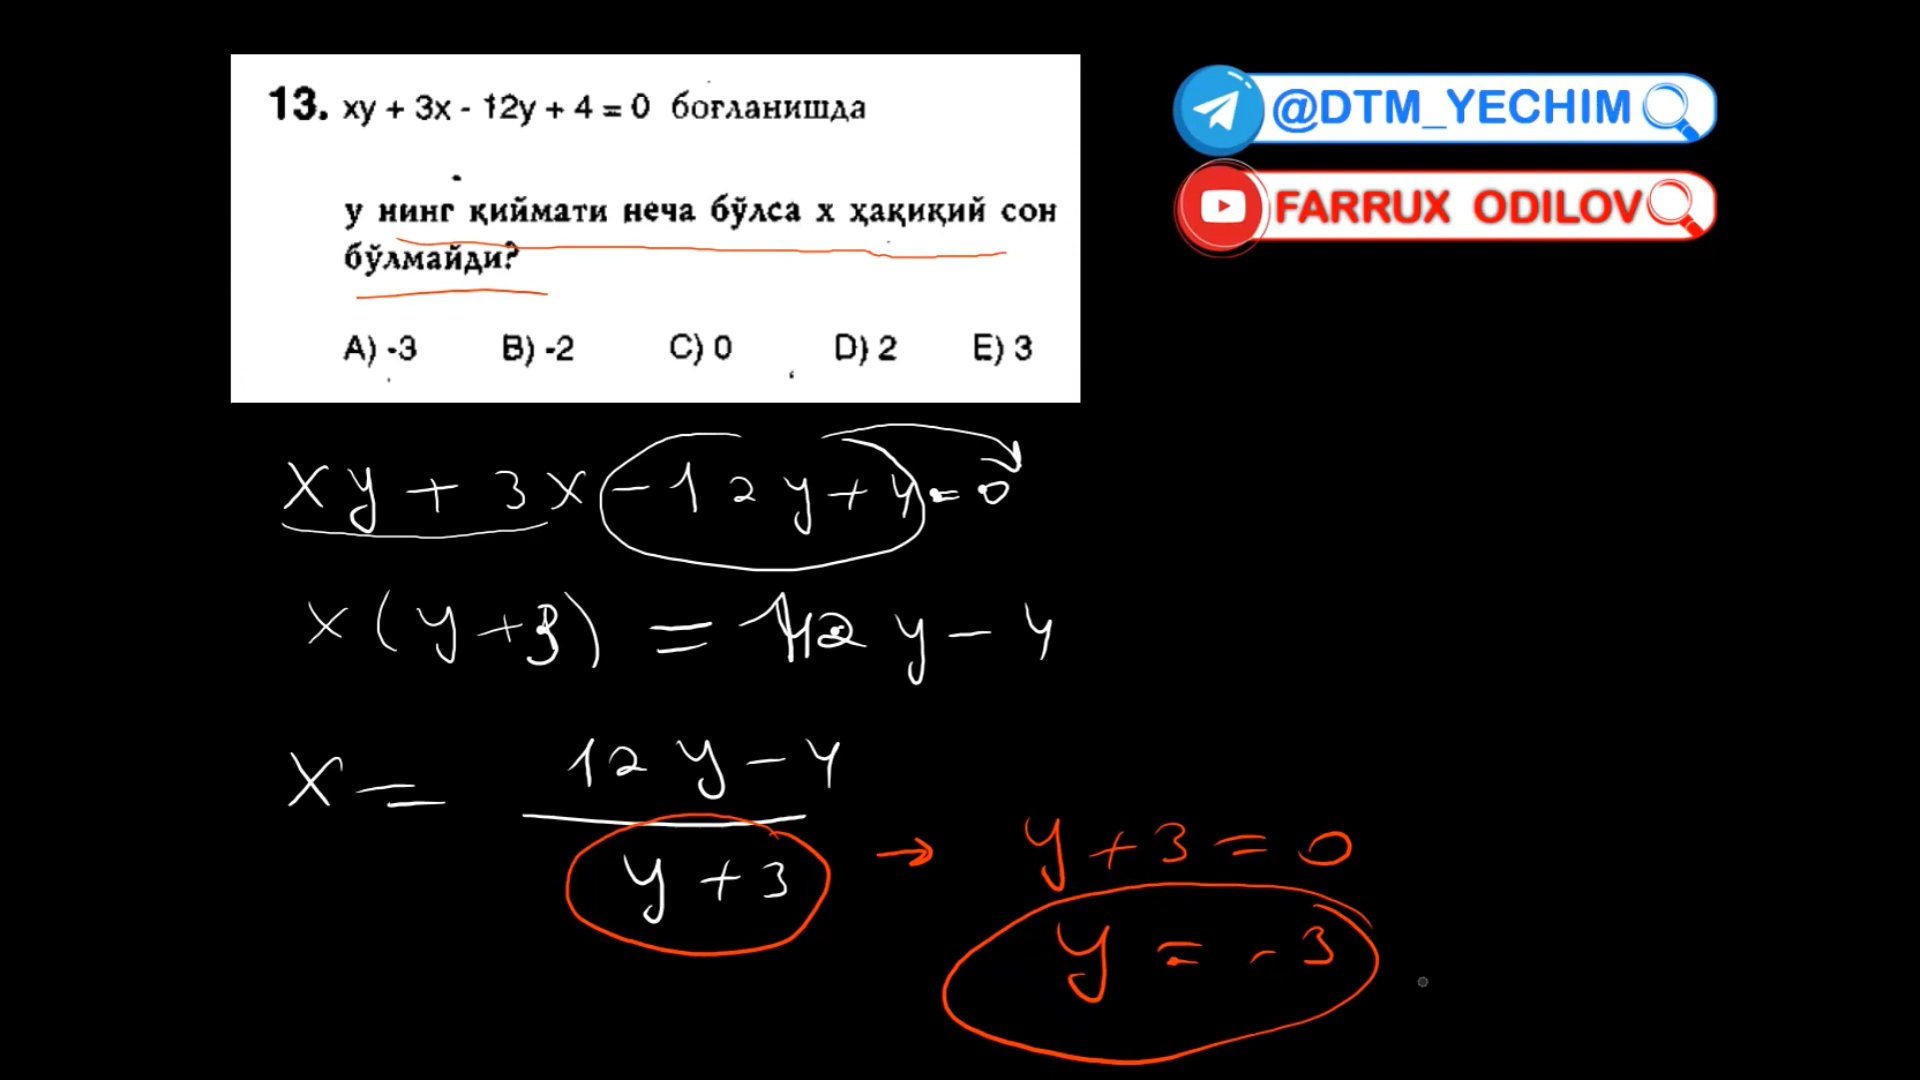 13. xy + 3x - 12y + 4 = 0 боғланишда
у нинг қиймати неча бўлса х ҳақиқий сон
бўлмайди?
A) -3 B) -2 C) 0 D) 2 E) 3
@DTM_YECHIM
FARRUX ODILOV
xy + 3x - 12y + 4 = 0
x(y+3) = 12y - 4
x = 12y - 4
y + 3 → y + 3 = 0
y = -3